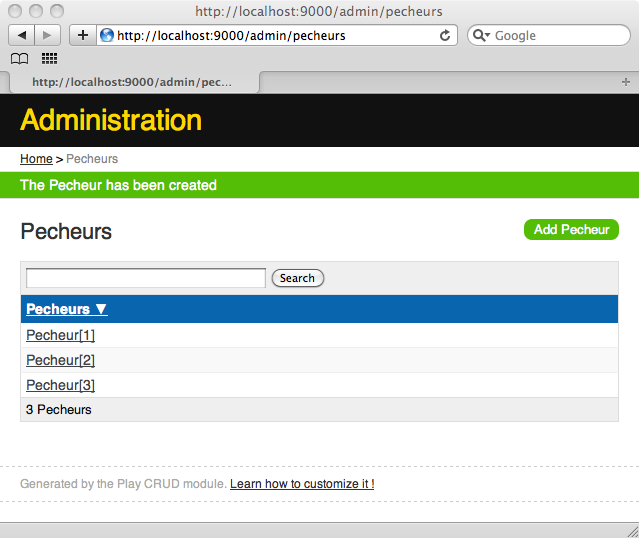 http://localhost:9000/admin/pecheurs
http://localhost:9000/admin/pecheurs
Google
http://localhost:9000/admin/pec...
Administration
Home > Pecheurs
The Pecheur has been created
Pecheurs
Add Pecheur
Search
Pecheurs ▼
Pecheur[1]
Pecheur[2]
Pecheur[3]
3 Pecheurs
Generated by the Play CRUD module. Learn how to customize it !